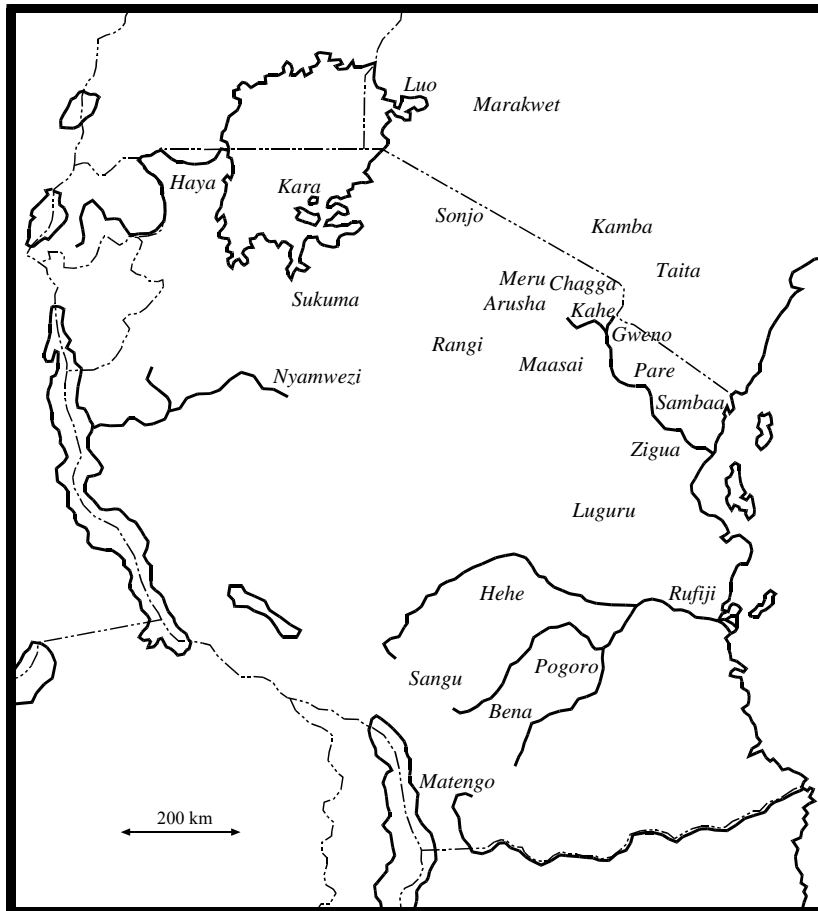 Luo
Marakwet
Haya
Kara
Sonjo
Kamba
Taita
Meru
Chagga
Sukuma
Arusha
Kahe
Gweno
Rangi
Maasai
Pare
Nyamwezi
Sambaa
Zigua
Luguru
Hehe
Rufiji
Pogoro
Sangu
Bena
Matengo
200 km